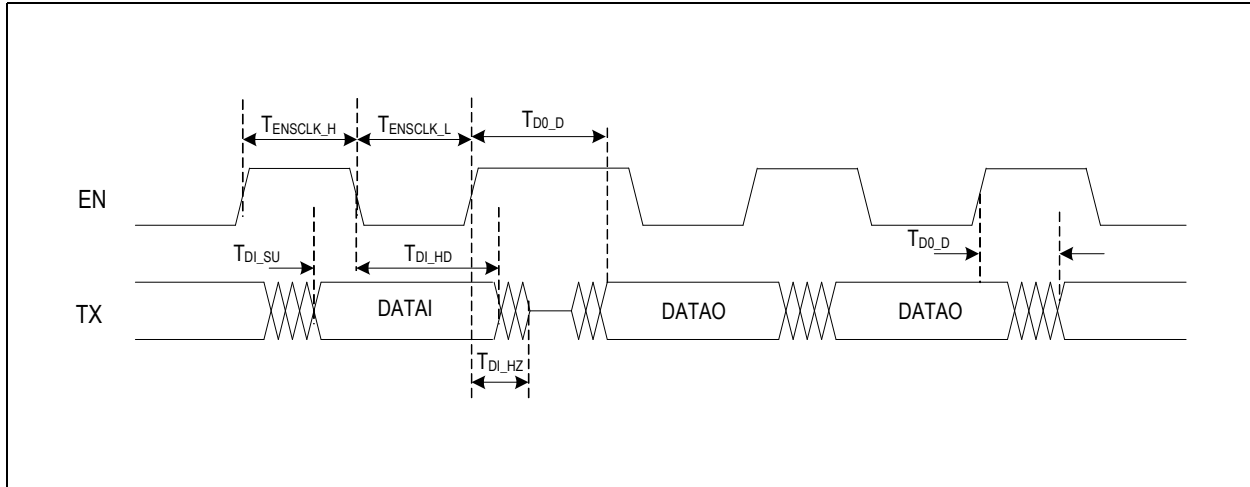 TENSCLK_H TENSCLK_L TD0_D
EN
TDI_SU TDI_HD TD0_D
TX DATAI DATAO DATAO
TDI_HZ